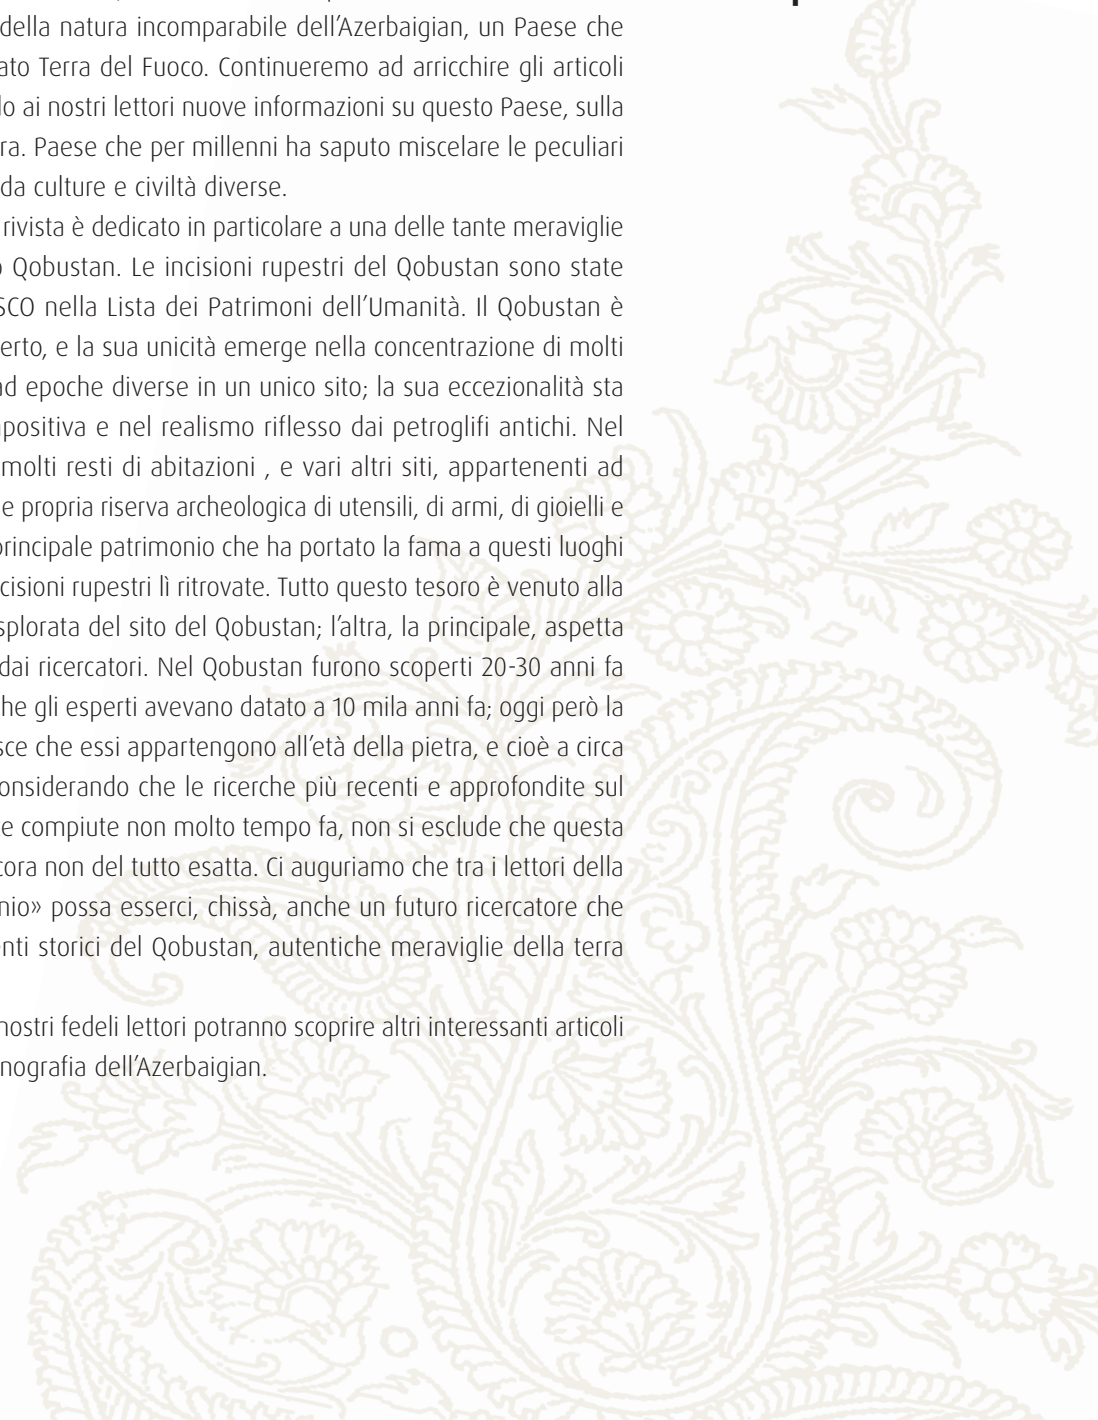 della natura incomparabile dell'Azerbaigian, un Paese che
ato Terra del Fuoco. Continueremo ad arricchire gli articoli
o ai nostri lettori nuove informazioni su questo Paese, sulla
ra. Paese che per millenni ha saputo miscelare le peculiari
da culture e civiltà diverse.
rivista è dedicato in particolare a una delle tante meraviglie
Qobustan. Le incisioni rupestri del Qobustan sono state
SCO nella Lista dei Patrimoni dell'Umanità. Il Qobustan è
erto, e la sua unicità emerge nella concentrazione di molti
ad epoche diverse in un unico sito; la sua eccezionalità sta
positiva e nel realismo riflesso dai petroglifi antichi. Nel
molti resti di abitazioni , e vari altri siti, appartenenti ad
e propria riserva archeologica di utensili, di armi, di gioielli e
principale patrimonio che ha portato la fama a questi luoghi
cisioni rupestri lì ritrovate. Tutto questo tesoro è venuto alla
splorata del sito del Qobustan; l'altra, la principale, aspetta
dai ricercatori. Nel Qobustan furono scoperti 20-30 anni fa
he gli esperti avevano datato a 10 mila anni fa; oggi però la
sce che essi appartengono all'età della pietra, e cioè a circa
onsiderando che le ricerche più recenti e approfondite sul
e compiute non molto tempo fa, non si esclude che questa
cora non del tutto esatta. Ci auguriamo che tra i lettori della
nio» possa esserci, chissà, anche un futuro ricercatore che
nti storici del Qobustan, autentiche meraviglie della terra
nostri fedeli lettori potranno scoprire altri interessanti articoli
nografia dell'Azerbaigian.